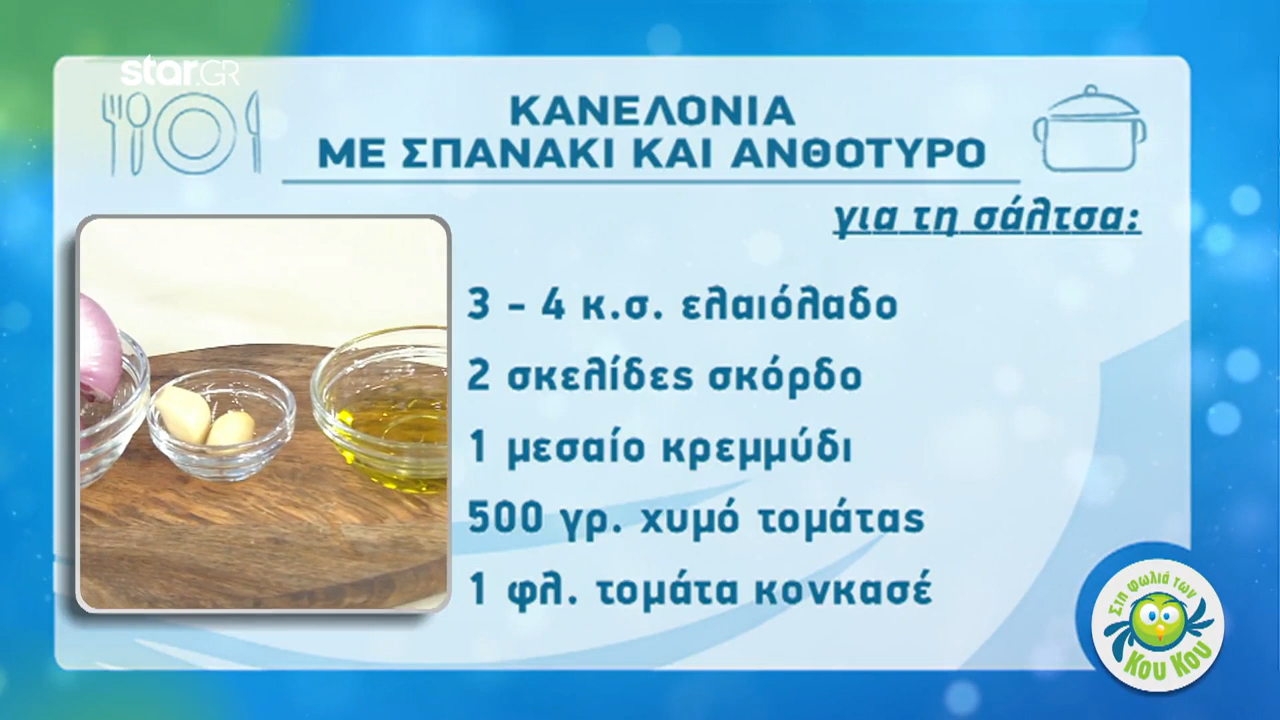 star.GR
ΚΑΝΕΛΟΝΙΑ
ΜΕ ΣΠΑΝΑΚΙ ΚΑΙ ΑΝΘΟΤΥΡΟ
για τη σάλτσα:
3 - 4 κ.σ. ελαιόλαδο
2 σκελίδες σκόρδο
1 μεσαίο κρεμμύδι
500 γρ. χυμό τομάτας
1 φλ. τομάτα κονκασέ
Στη φωλιά των
Κου Κου